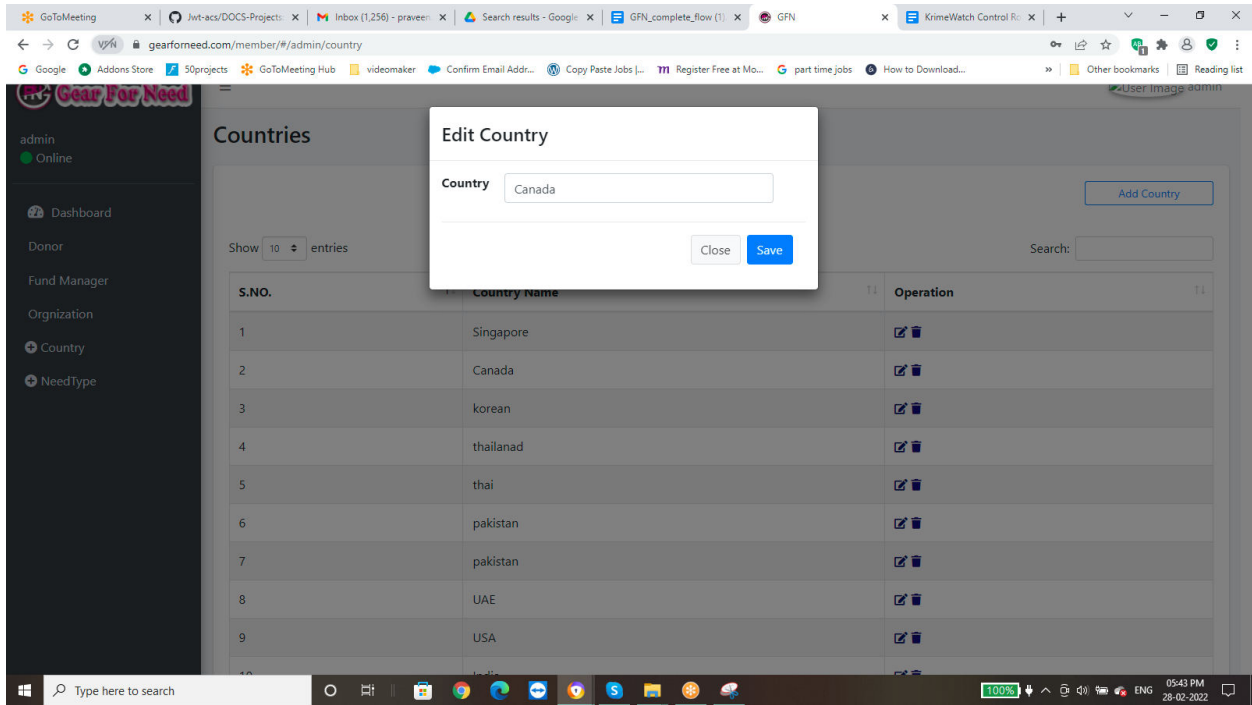 GoToMeeting Jwt-acs/DOCS-Projects: Inbox (1,256) - praveen Search results - Google GFN_complete_flow (1) GFN KrimeWatch Control Ro
VPN gearforneed.com/member/#/admin/country
Google Addons Store 50projects GoToMeeting Hub videomaker Confirm Email Addr... Copy Paste Jobs |... Register Free at Mo... part time jobs How to Download... » Other bookmarks Reading list
Gear For Need User Image admin
admin
Online
Countries
Edit Country
Country Canada
Close Save
Add Country
Dashboard
Donor
Fund Manager
Orgnization
Country
NeedType
Show 10 entries Search:
S.NO. Country Name Operation
1 Singapore
2 Canada
3 korean
4 thailanad
5 thai
6 pakistan
7 pakistan
8 UAE
9 USA
10 India
Type here to search 100% ENG 05:43 PM
28-02-2022